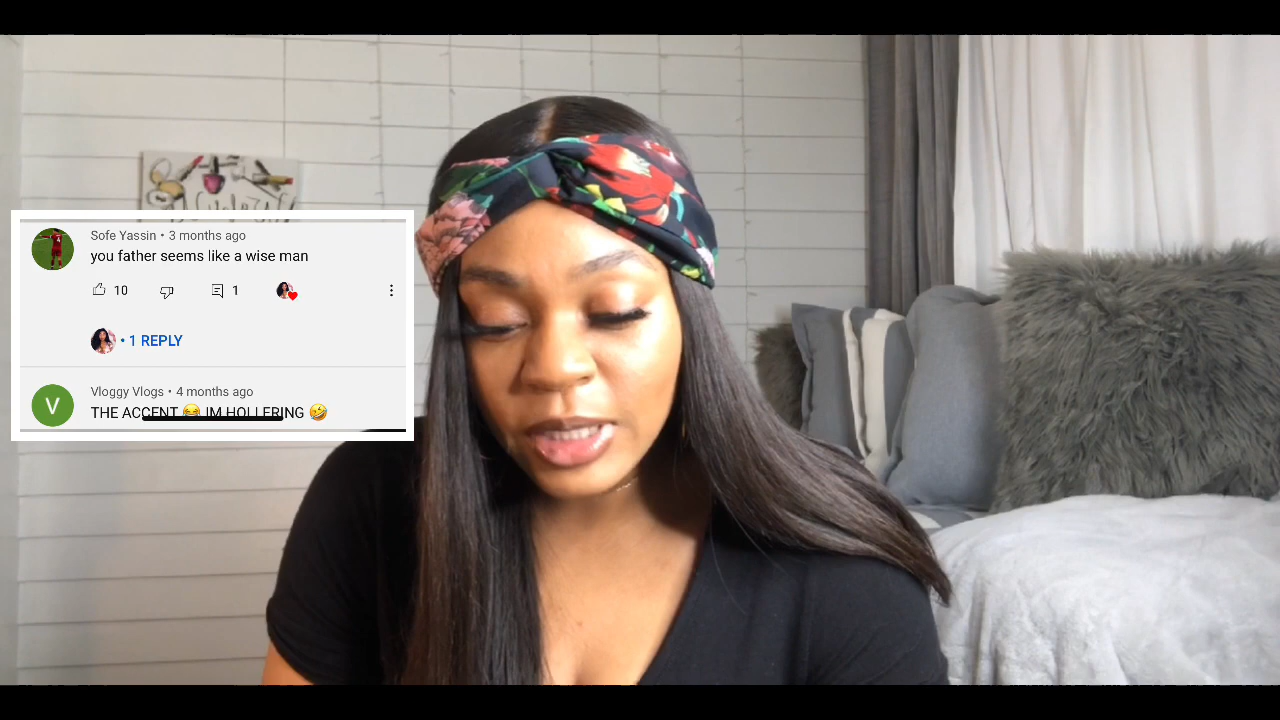 Sofe Yassin • 3 months ago
you father seems like a wise man
10
1
• 1 REPLY
V
Vloggy Vlogs • 4 months ago
THE ACCENT 😂 IM HOLLERING 🤣